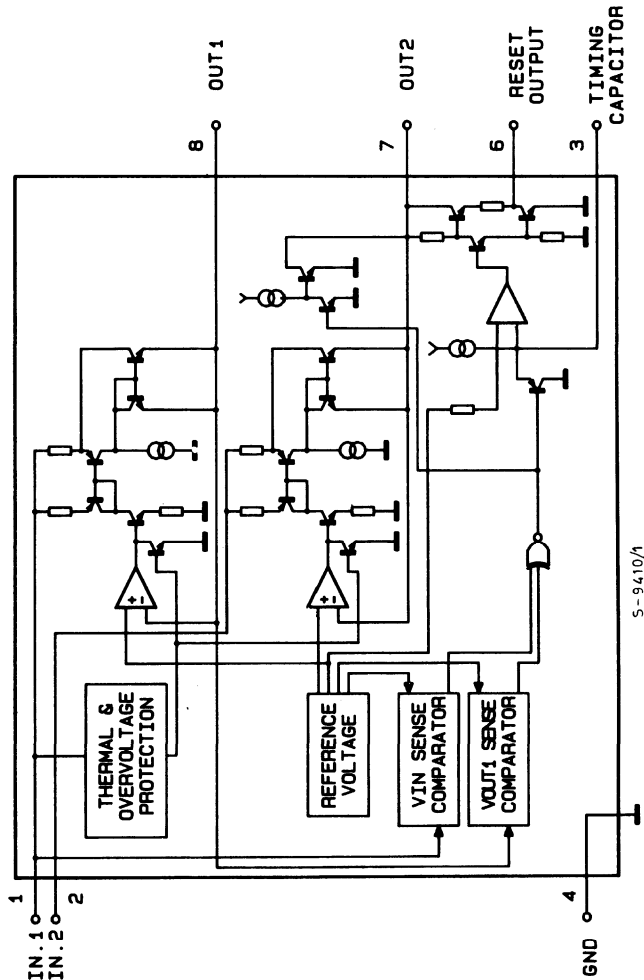 IN.1
1
IN.2
2
GND
4
THERMAL &
OVERVOLTAGE
PROTECTION
REFERENCE
VOLTAGE
VIN SENSE
COMPARATOR
VOUT1 SENSE
COMPARATOR
+
-
+
-
8
OUT1
7
OUT2
6
RESET
OUTPUT
3
TIMING
CAPACITOR
S-9410/1